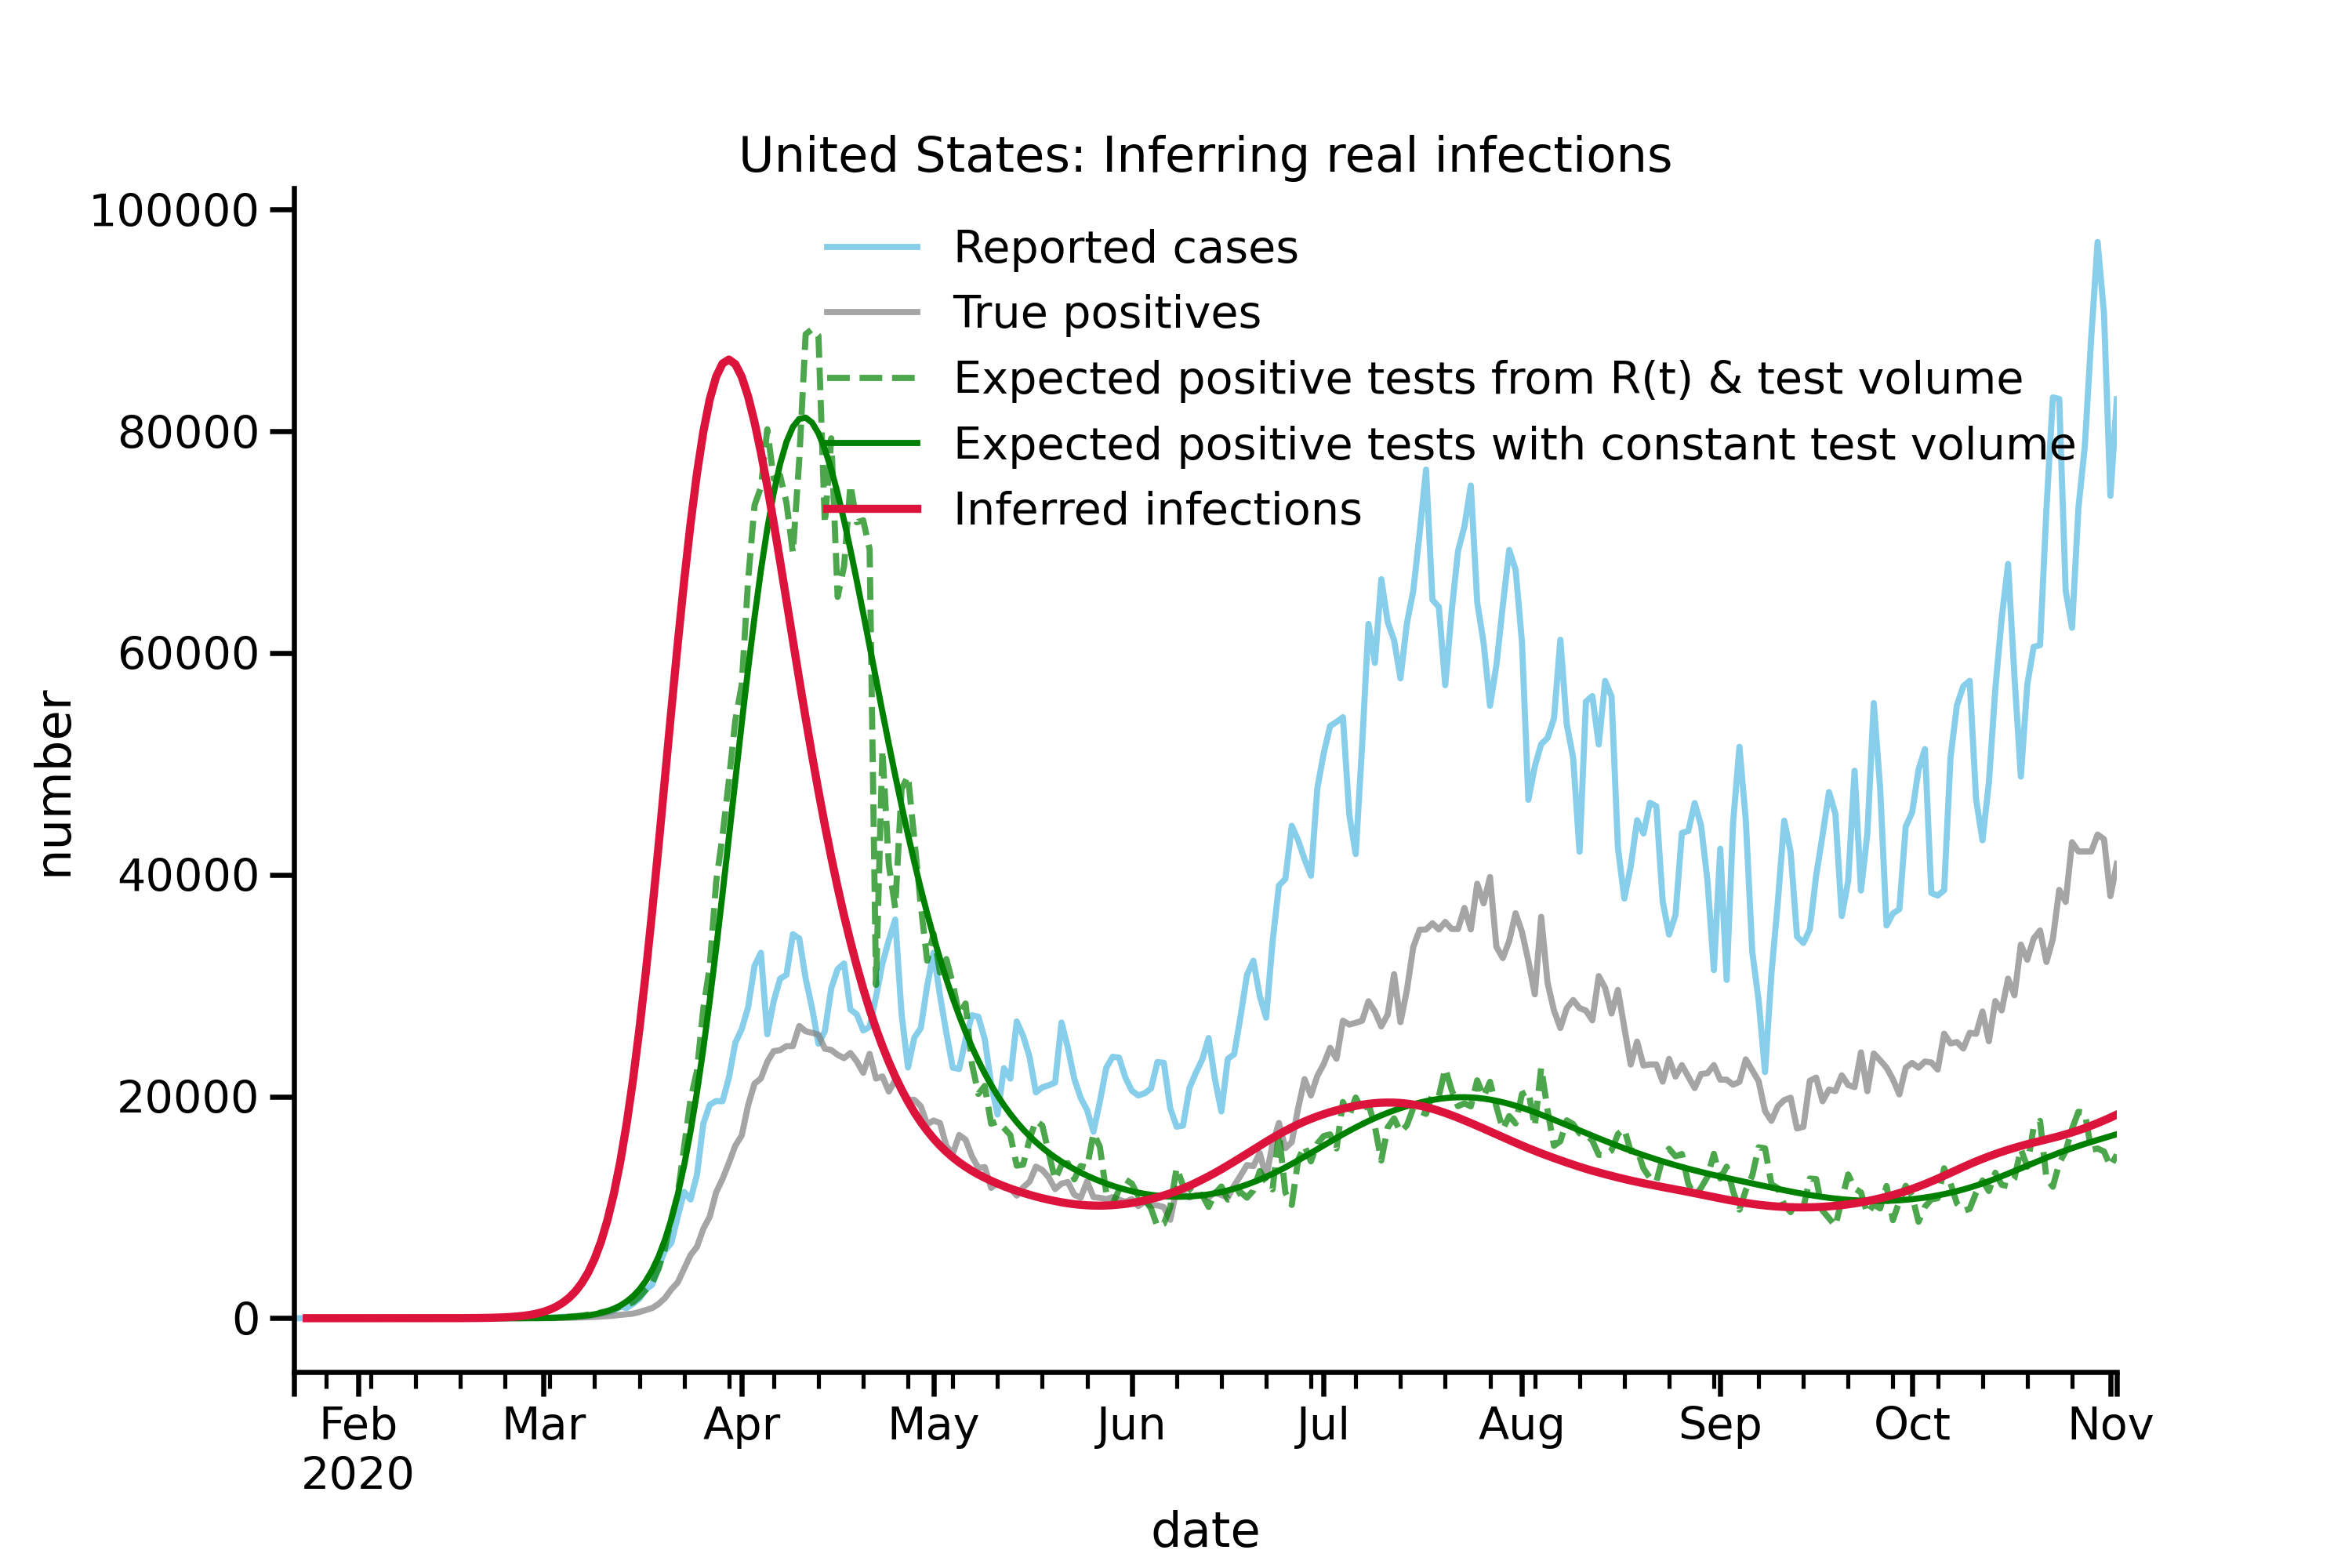 United States: Inferring real infections
100000
80000
60000
40000
20000
0
number
Reported cases
True positives
Expected positive tests from R(t) & test volume
Expected positive tests with constant test volume
Inferred infections
Feb Mar Apr May Jun Jul Aug Sep Oct Nov
2020
date